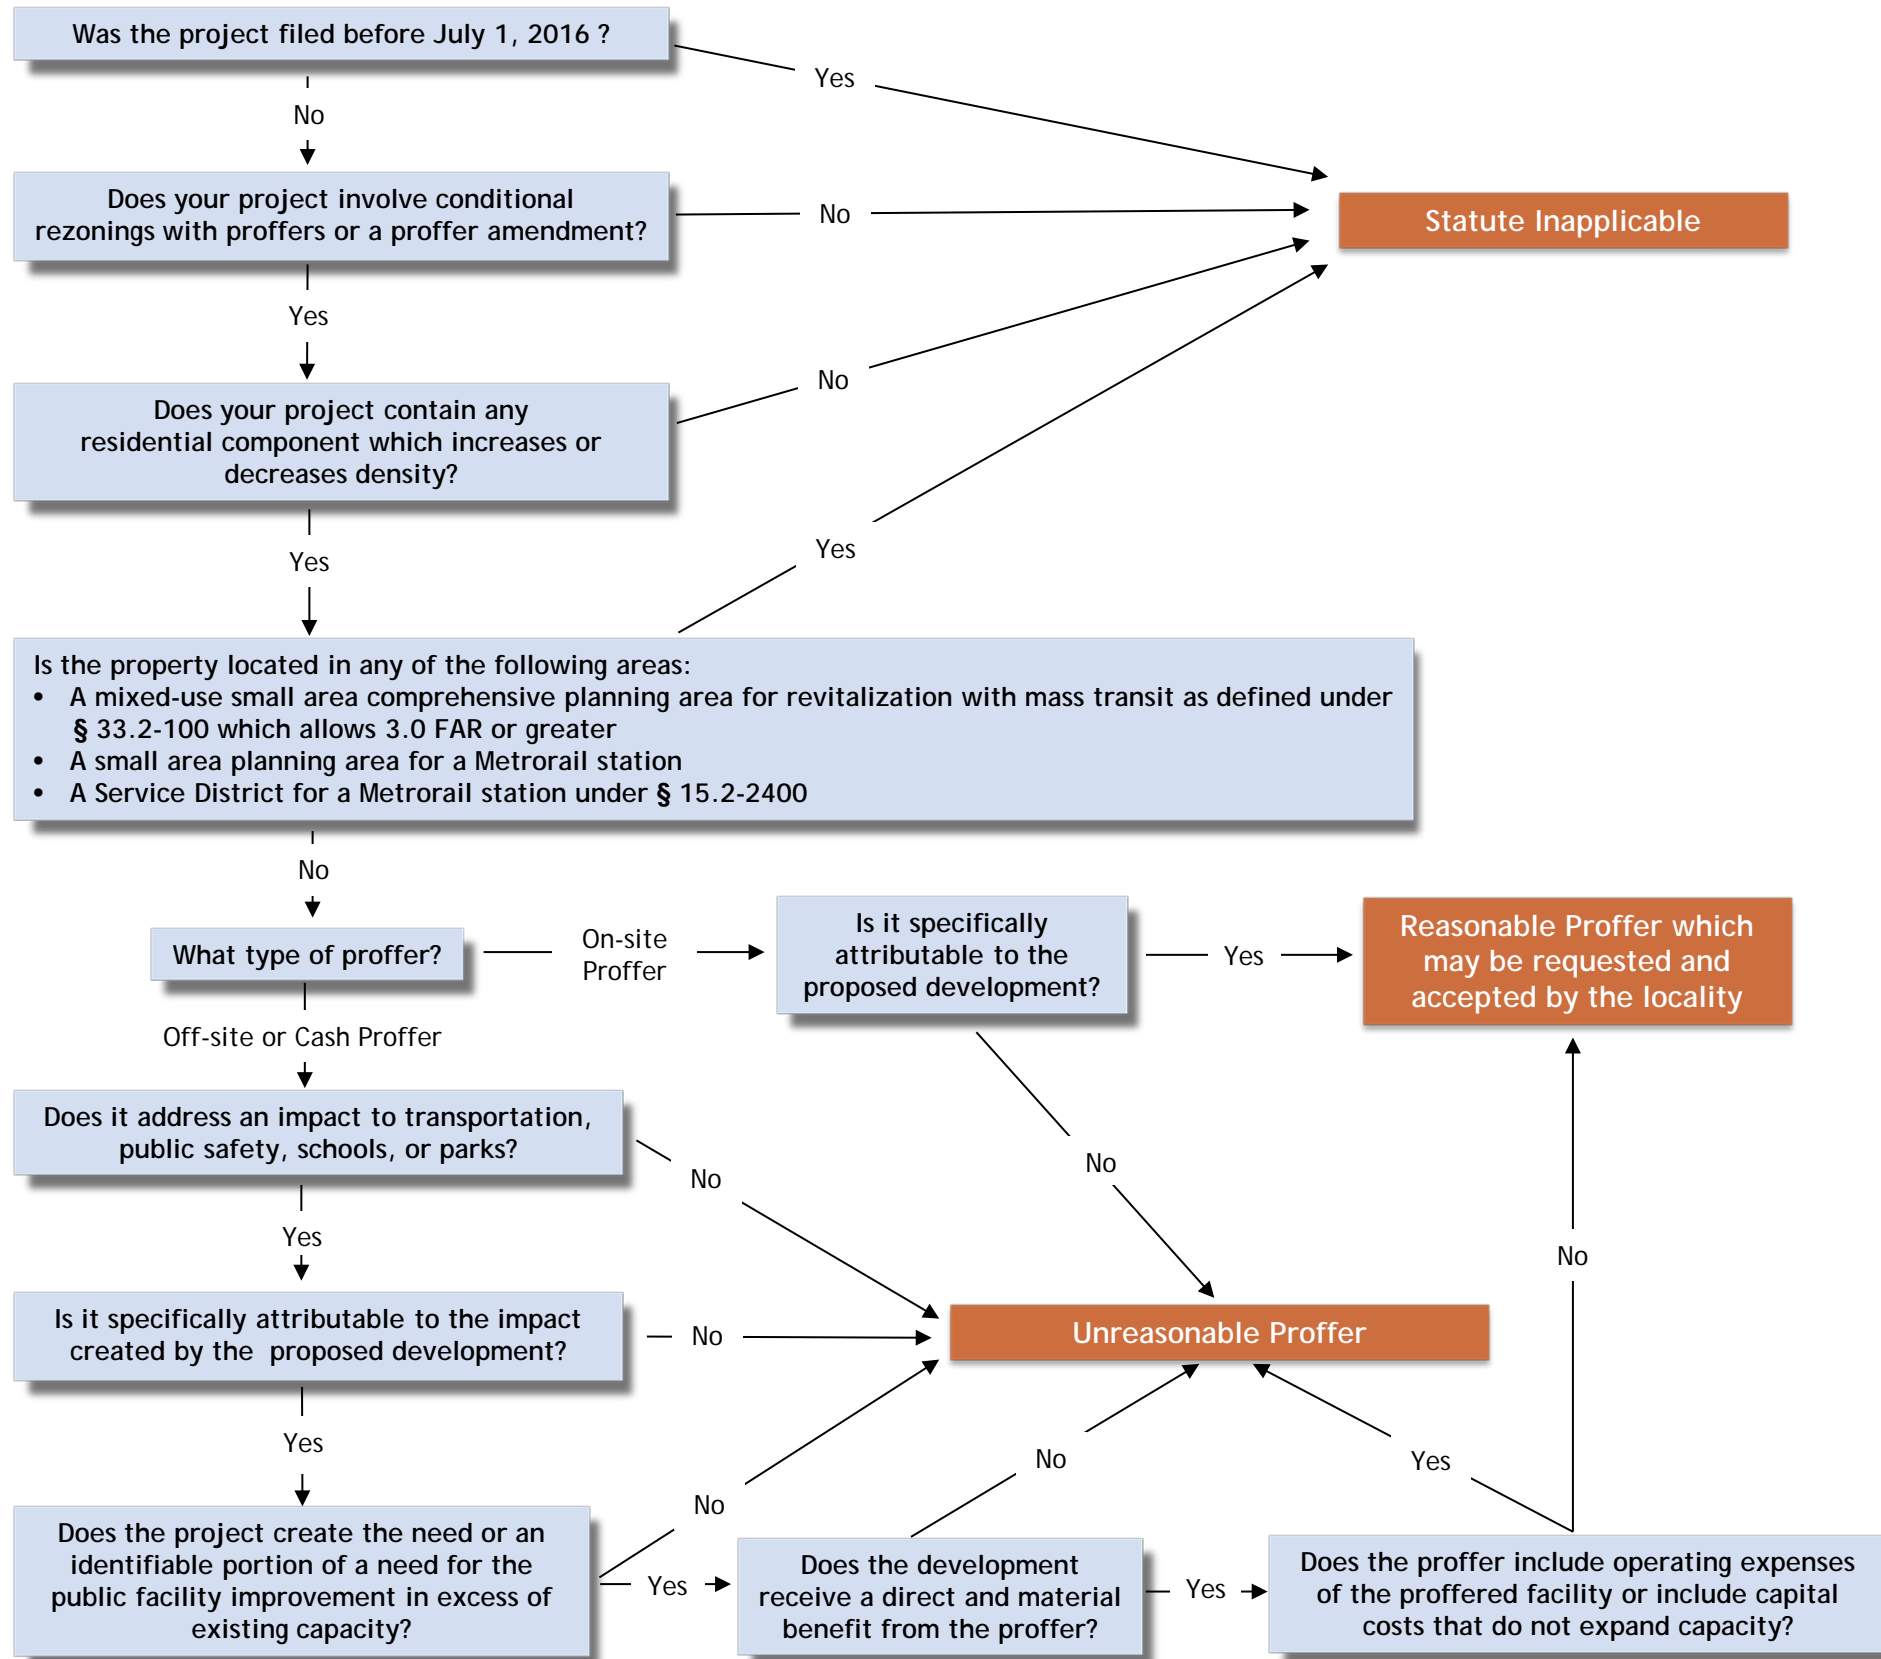 Was the project filed before July 1, 2016 ?
Yes
No
Does your project involve conditional
rezonings with proffers or a proffer amendment?
No
Statute Inapplicable
Yes
Does your project contain any
residential component which increases or
decreases density?
No
Yes
Yes
Is the property located in any of the following areas:
• A mixed-use small area comprehensive planning area for revitalization with mass transit as defined under
§ 33.2-100 which allows 3.0 FAR or greater
• A small area planning area for a Metrorail station
• A Service District for a Metrorail station under § 15.2-2400
No
What type of proffer?
On-site
Proffer
Is it specifically
attributable to the
proposed development?
Yes
Reasonable Proffer which
may be requested and
accepted by the locality
Off-site or Cash Proffer
Does it address an impact to transportation,
public safety, schools, or parks?
No
No
Yes
No
Is it specifically attributable to the impact
created by the  proposed development?
No
Unreasonable Proffer
Yes
No
No
Yes
Does the project create the need or an
identifiable portion of a need for the
public facility improvement in excess of
existing capacity?
Yes
Does the development
receive a direct and material
benefit from the proffer?
Yes
Does the proffer include operating expenses
of the proffered facility or include capital
costs that do not expand capacity?